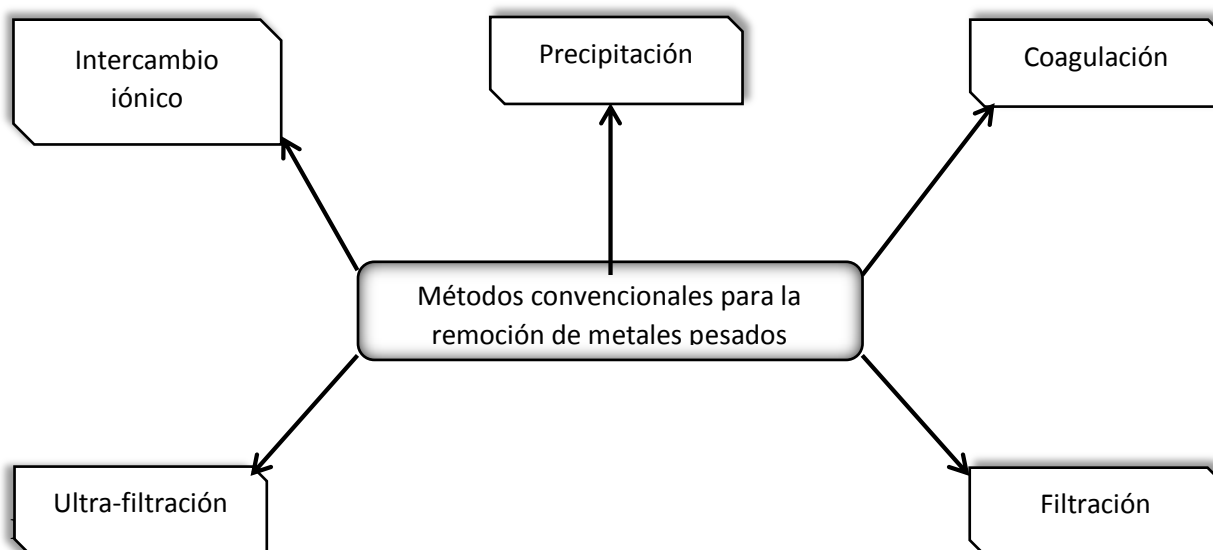 Intercambio
iónico
Precipitación
Coagulación
Métodos convencionales para la
remoción de metales pesados
Ultra-filtración
Filtración